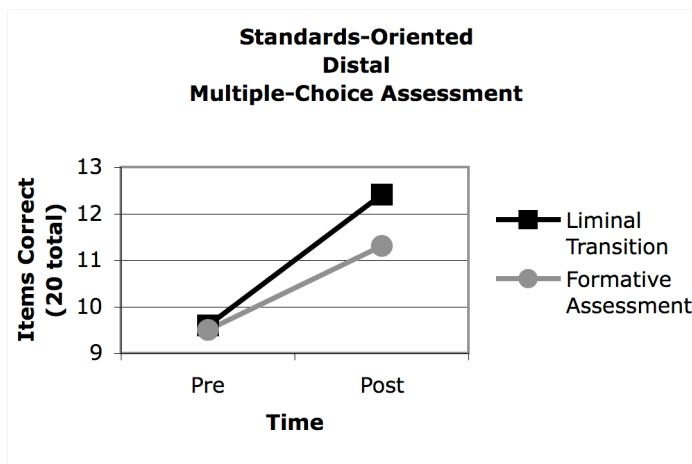 Standards-Oriented
Distal
Multiple-Choice Assessment
Items Correct
(20 total)
13
12
11
10
9
Pre
Post
Time
Liminal
Transition
Formative
Assessment